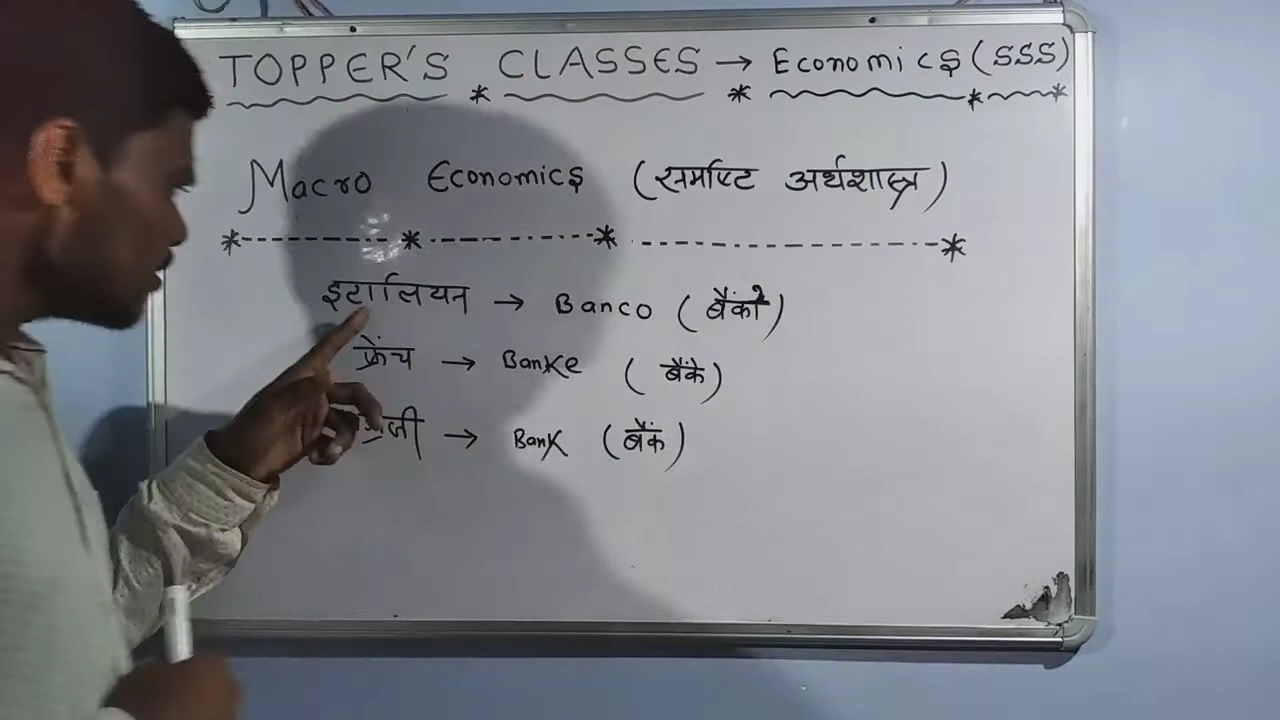 TOPPER'S CLASSES → Economics (SSS)
Macro Economics (समष्टि अर्थशास्त्र)
इटालियन → Banco (बैंको)
फ्रेंच → Banke (बैंके)
→ Bank (बैंक)